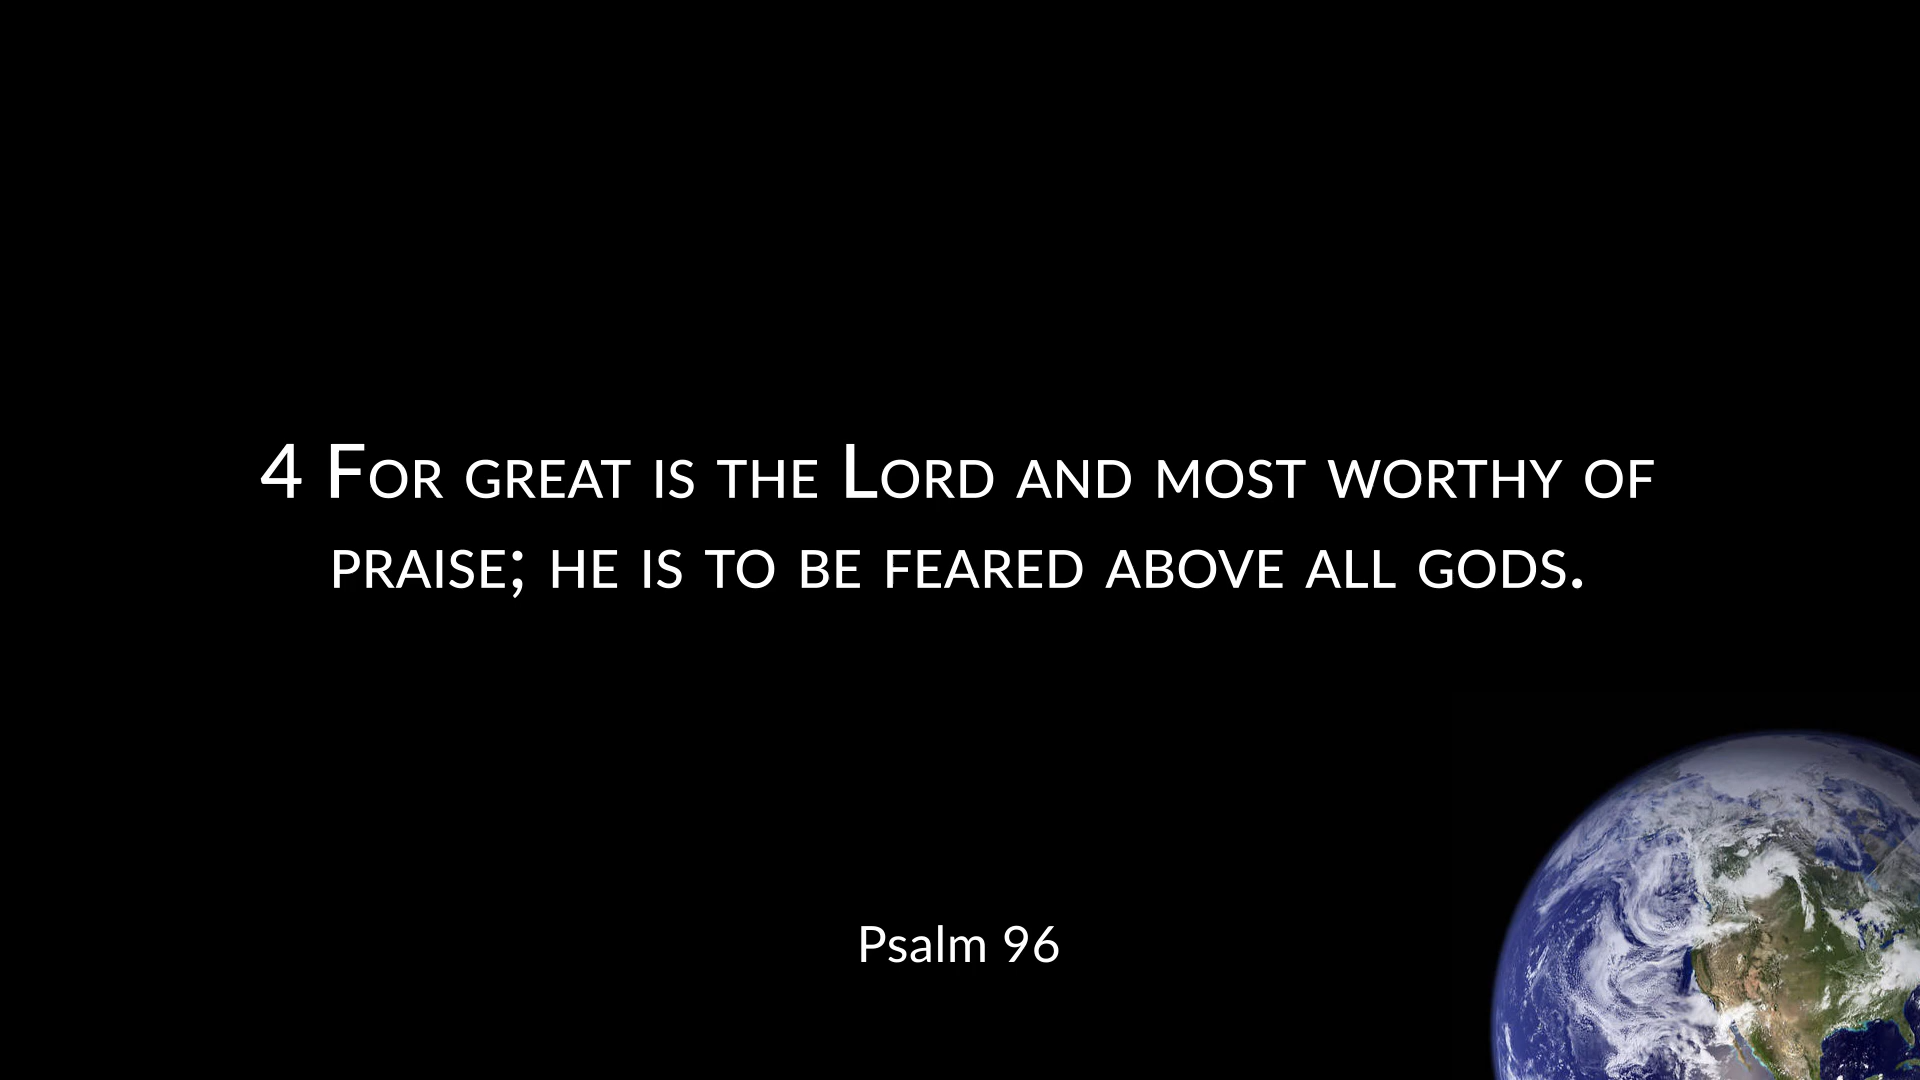 4 For great is the Lord and most worthy of
praise; he is to be feared above all gods.
Psalm 96